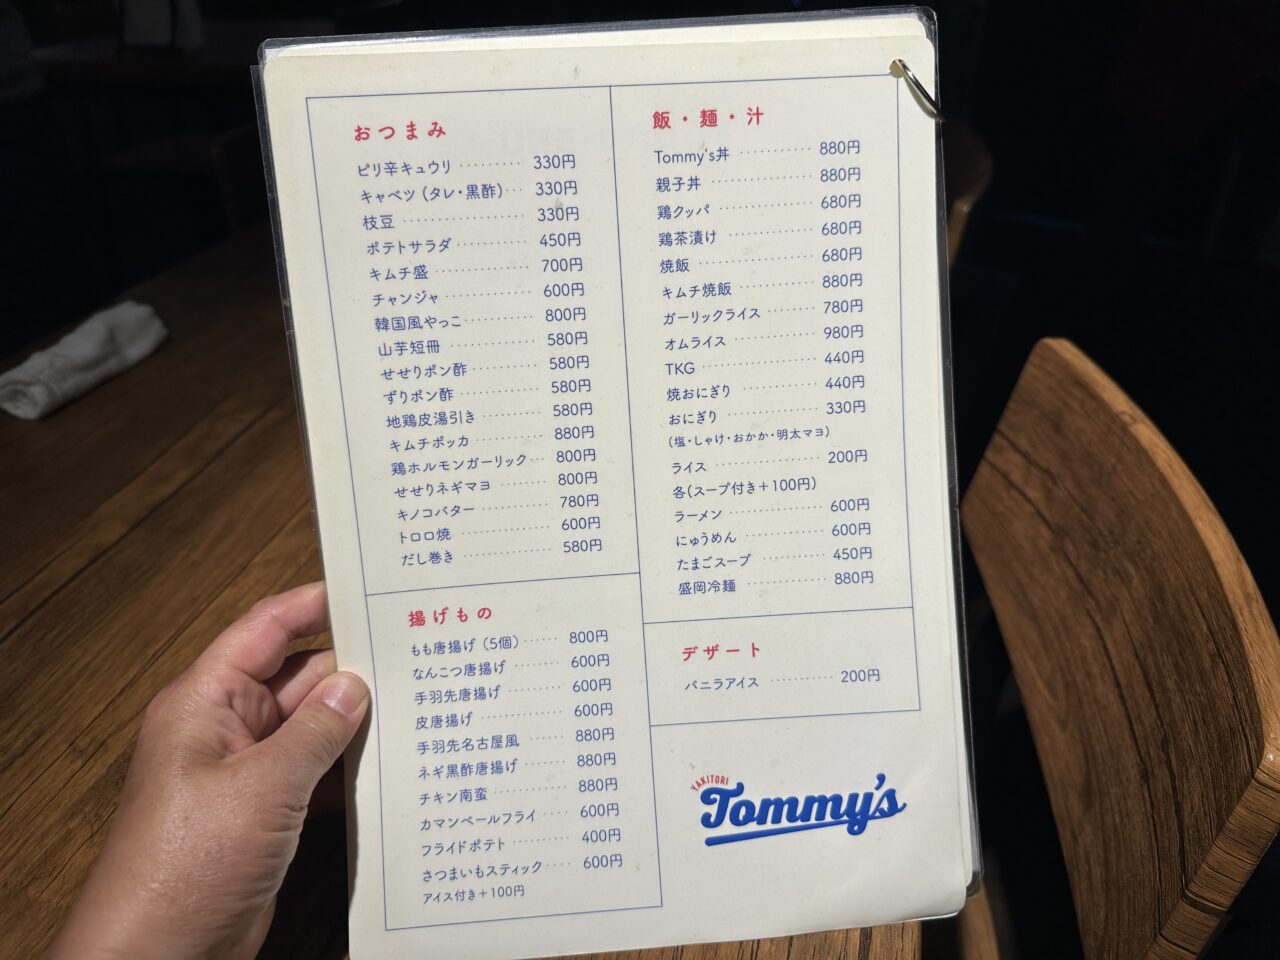 おつまみ
ピリ辛キュウリ ········· 330円
キャベツ（タレ・黒酢）··· 330円
枝豆 ·················· 330円
ポテトサラダ ·········· 450円
キムチ盛 ·············· 700円
チャンジャ ············ 600円
韓国風やっこ ·········· 800円
山芋短冊 ·············· 580円
せせりポン酢 ·········· 580円
ずりポン酢 ············ 580円
地鶏皮湯引き ········· 580円
キムチポッカ ·········· 880円
鶏ホルモンガーリック ·· 800円
せせりネギマヨ ······· 800円
キノコバター ·········· 780円
トロロ焼 ············· 600円
だし巻き ············· 580円
揚げもの
もも唐揚げ（5個）····· 800円
なんこつ唐揚げ ······· 600円
手羽先唐揚げ ········· 600円
皮唐揚げ ············ 600円
手羽先名古屋風 ····· 880円
ネギ黒酢唐揚げ ····· 880円
チキン南蛮 ·········· 880円
カマンベールフライ ···· 600円
フライドポテト ······· 400円
さつまいもスティック ···· 600円
アイス付き＋100円
飯・麺・汁
Tommy's丼 ··········· 880円
親子丼 ··············· 880円
鶏クッパ ············· 680円
鶏茶漬け ············ 680円
焼飯 ················ 680円
キムチ焼飯 ·········· 880円
ガーリックライス ······· 780円
オムライス ··········· 980円
TKG ················ 440円
焼おにぎり ··········· 440円
おにぎり ············· 330円
（塩・しゃけ・おかか・明太マヨ）
ライス ··············· 200円
各（スープ付き＋100円）
ラーメン ············· 600円
にゅうめん ··········· 600円
たまごスープ ········· 450円
盛岡冷麺 ············ 880円
デザート
バニラアイス ·········· 200円
YAKITORI
Tommy's